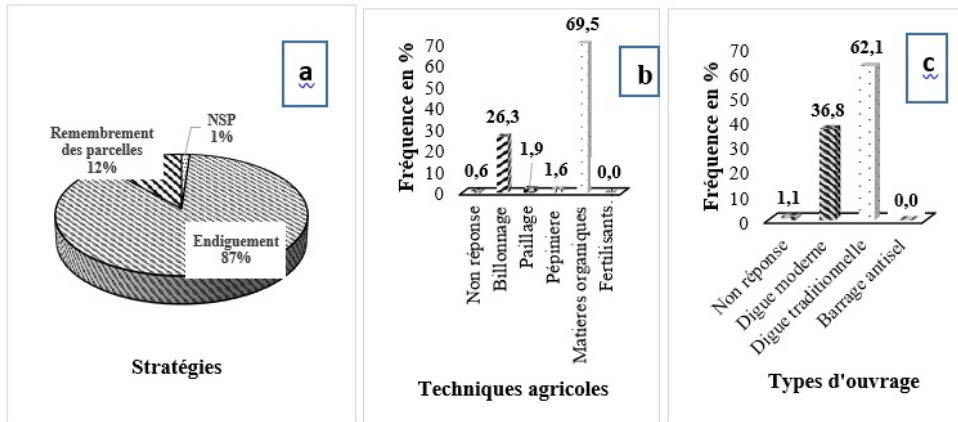 a
NSP
1%
Remembrement
des parcelles
12%
Endiguement
87%
Stratégies
b
Fréquence en %
70
60
50
40
30
20
10
0
0,6
26,3
1,9
1,6
69,5
0,0
Non réponse
Billonnage
Paillage
Pépiniere
Matieres organiques
Fertilisants.
Techniques agricoles
c
Fréquence en %
70
60
50
40
30
20
10
0
1,1
36,8
62,1
0,0
Non réponse
Digue moderne
Digue traditionnelle
Barrage antisel
Types d'ouvrage